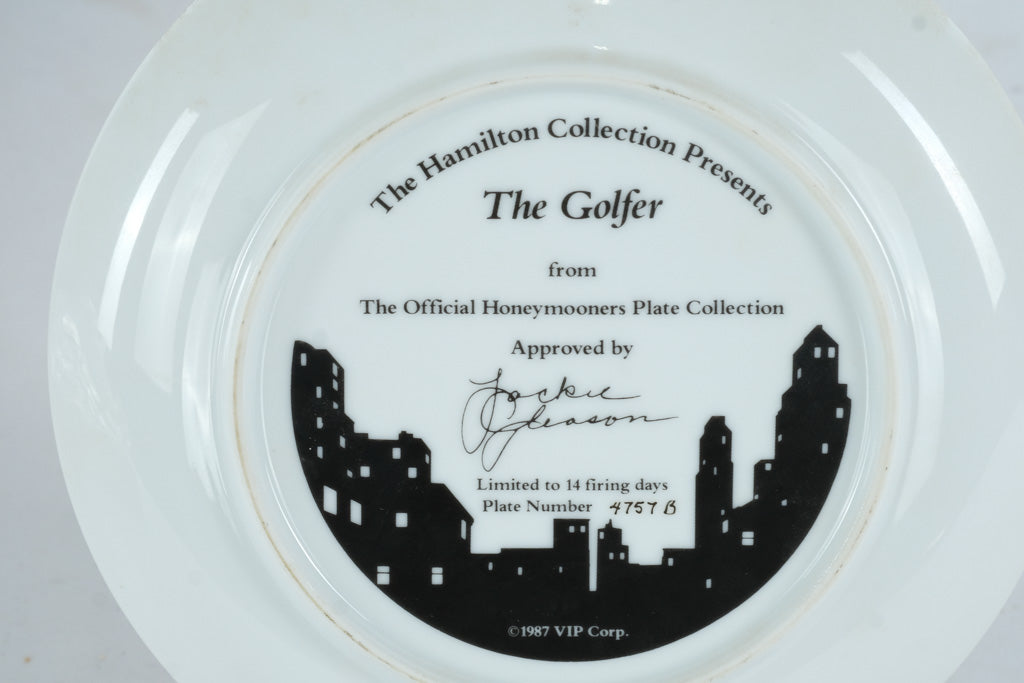 The Hamilton Collection Presents
The Golfer
from
The Official Honeymooners Plate Collection
Approved by
Jackie
Gleason
Limited to 14 firing days
Plate Number 4757 B
©1987 VIP Corp.